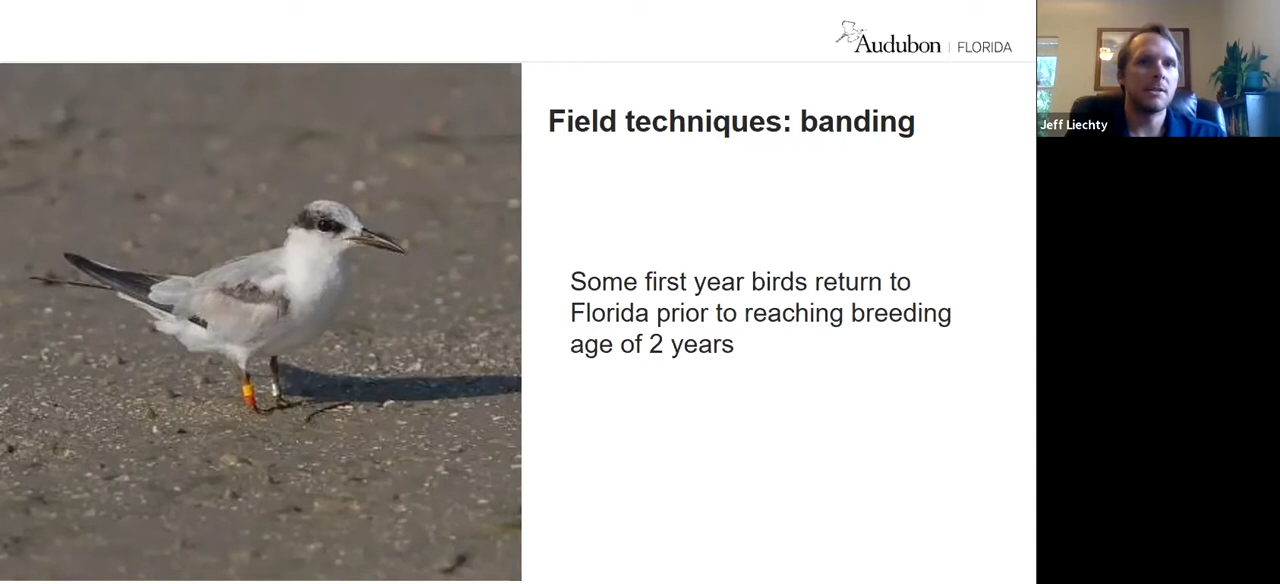 Audubon | FLORIDA
Jeff Liechty
Field techniques: banding
Some first year birds return to
Florida prior to reaching breeding
age of 2 years